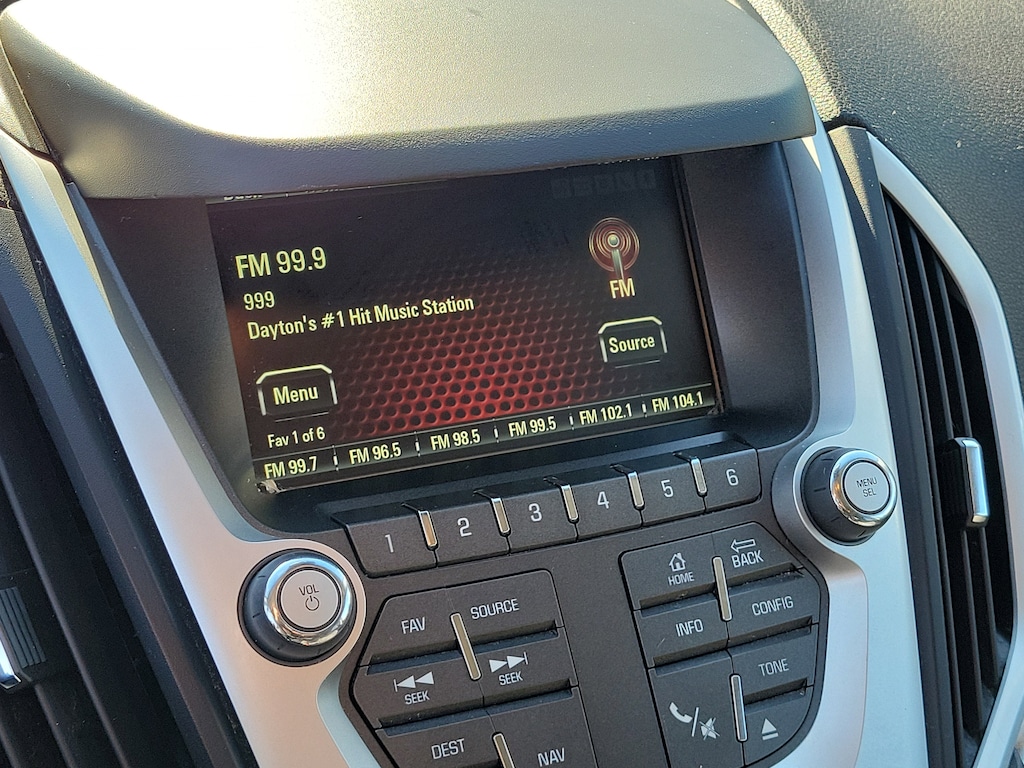 FM 99.9
999
Dayton's #1 Hit Music Station
FM
Source
Menu
Fav 1 of 6
FM 99.7 FM 96.5 FM 98.5 FM 99.5 FM 102.1 FM 104.1
1 2 3 4 5 6
MENU
SEL
VOL
HOME
BACK
FAV
SOURCE
INFO
CONFIG
SEEK
SEEK
TONE
DEST
NAV